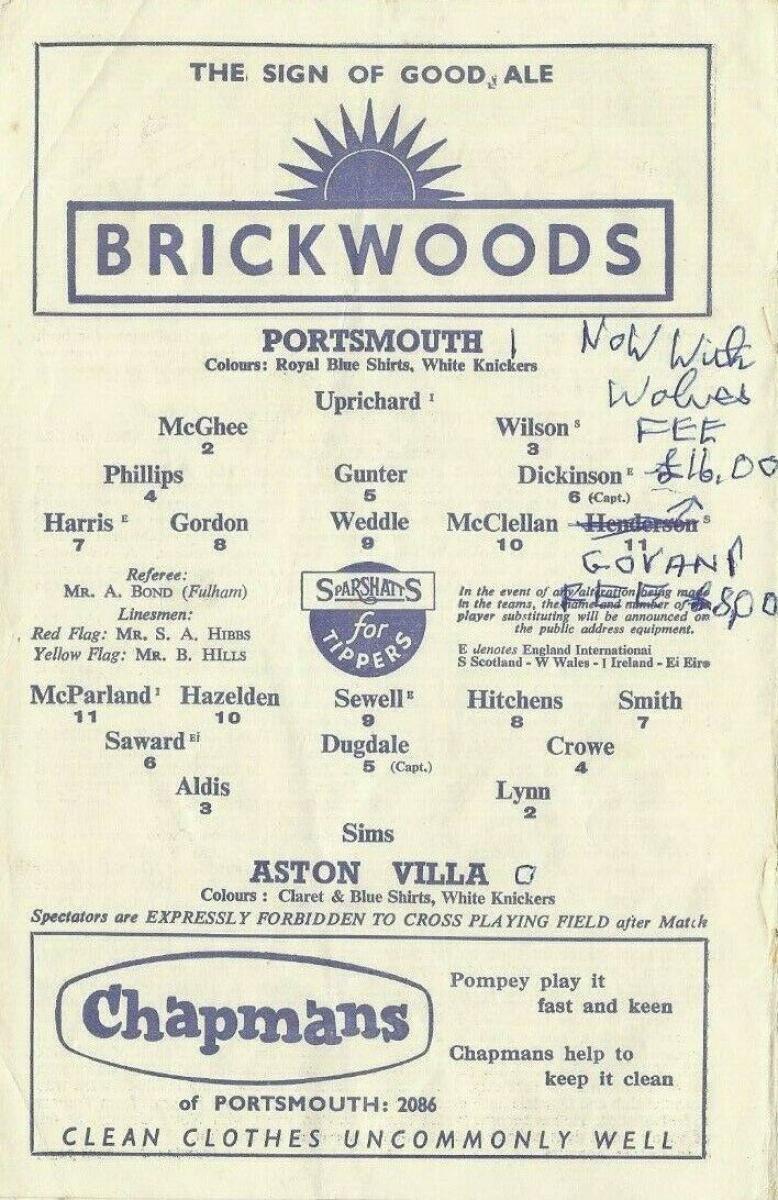 THE SIGN OF GOOD ALE
BRICKWOODS
PORTSMOUTH 1
Colours: Royal Blue Shirts, White Knickers
NOW With
Wolves
FEE
£16,00
Uprichard I
McGhee Wilson S
2 3
Phillips Gunter Dickinson E
4 5 6 (Capt.)
Harris E Gordon Weddle McClellan Henderson S
7 8 9 10 11
GOVAN
FEE £8,00
Referee:
MR. A. BOND (Fulham)
Linesmen:
Red Flag: MR. S. A. HIBBS
Yellow Flag: MR. B. HILLS
SPARSHATTS
for
TIPPERS
In the event of any alteration being made
in the teams, the name and number of
player substituting will be announced on
the public address equipment.
E denotes England International
S Scotland - W Wales - I Ireland - Ei Eire
McParland I Hazelden Sewell E Hitchens Smith
11 10 9 8 7
Saward Ei Dugdale Crowe
6 5 (Capt.) 4
Aldis Lynn
3 2
Sims
ASTON VILLA 0
Colours : Claret & Blue Shirts, White Knickers
Spectators are EXPRESSLY FORBIDDEN TO CROSS PLAYING FIELD after Match
Chapmans
of PORTSMOUTH: 2086
Pompey play it
fast and keen
Chapmans help to
keep it clean
CLEAN CLOTHES UNCOMMONLY WELL